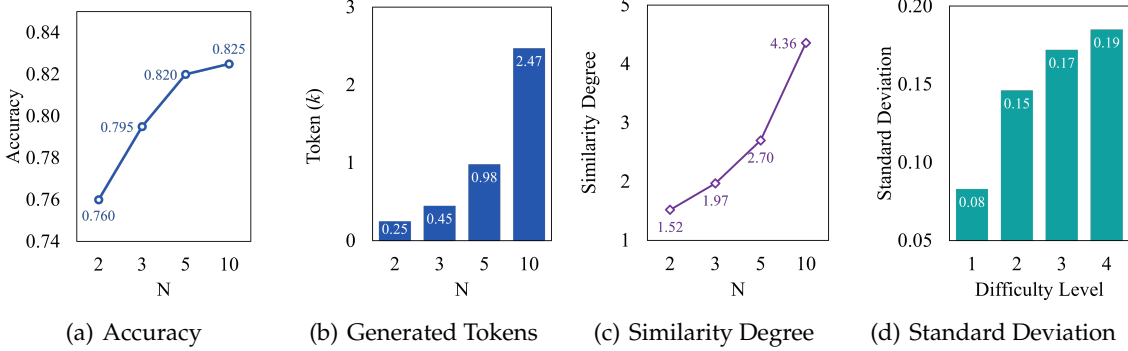 0.84
0.82
0.80
0.78
0.76
0.74
Accuracy
0.760
0.795
0.820
0.825
2 3 5 10
N
(a) Accuracy
3
2
1
0
Token (k)
0.25
0.45
0.98
2.47
2 3 5 10
N
(b) Generated Tokens
5
4
3
2
1
Similarity Degree
1.52
1.97
2.70
4.36
2 3 5 10
N
(c) Similarity Degree
0.20
0.15
0.10
0.05
Standard Deviation
0.08
0.15
0.17
0.19
1 2 3 4
Difficulty Level
(d) Standard Deviation